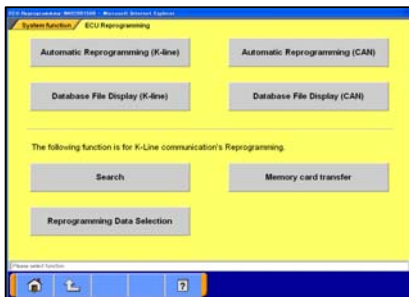 System function
ECU Reprogramming
Automatic Reprogramming (K-line)
Automatic Reprogramming (CAN)
Database File Display (K-line)
Database File Display (CAN)
The following function is for K-Line communication's Reprogramming.
Search
Memory card transfer
Reprogramming Data Selection
Please select function
?